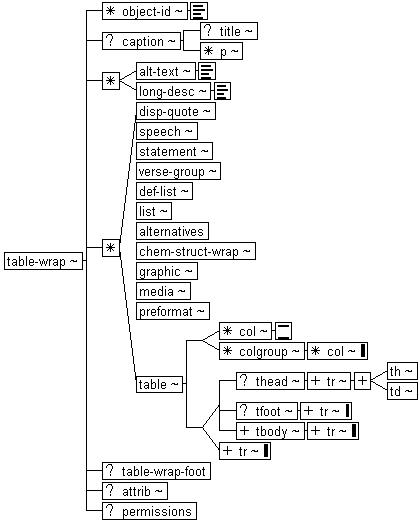 * object-id ~
? caption ~
? title ~
* p ~
*
alt-text ~
long-desc ~
disp-quote ~
speech ~
statement ~
verse-group ~
def-list ~
list ~
alternatives
table-wrap ~
*
chem-struct-wrap ~
graphic ~
media ~
preformat ~
* col ~
* colgroup ~ * col ~
table ~
? thead ~ + tr ~ +
th ~
td ~
? tfoot ~ + tr ~
+ tbody ~ + tr ~
+ tr ~
? table-wrap-foot
? attrib ~
? permissions